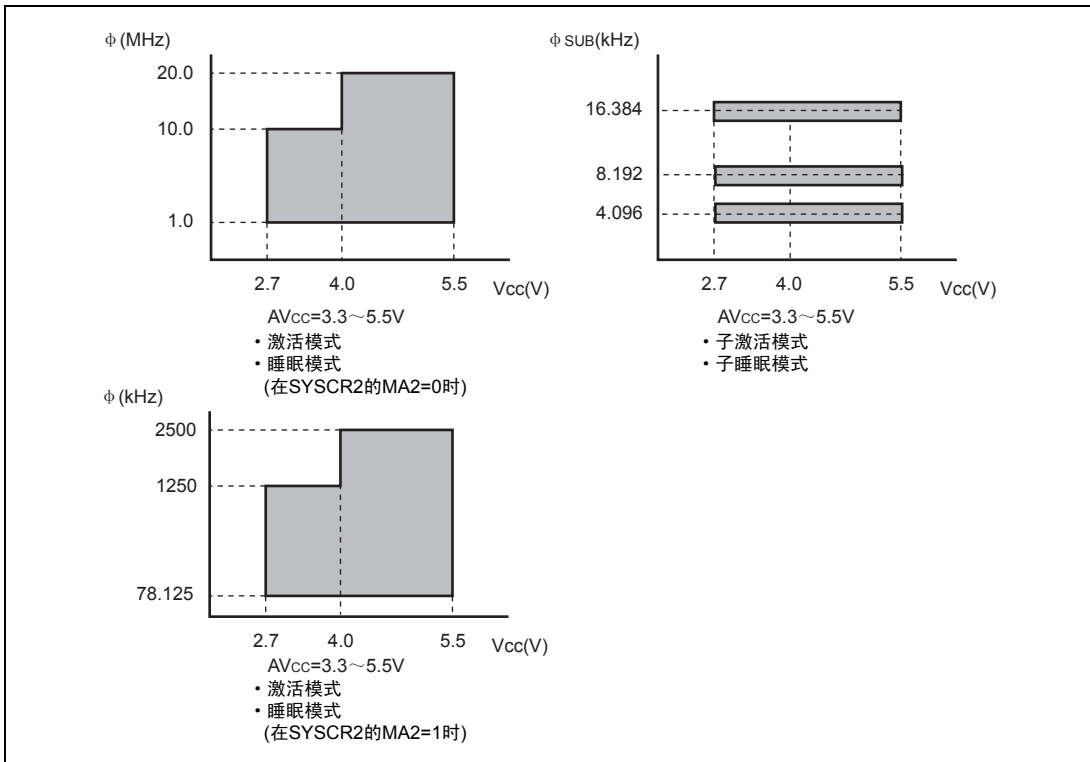 φ (MHz)
20.0
10.0
1.0
2.7 4.0 5.5 Vcc(V)
AVcc=3.3～5.5V
・激活模式
・睡眠模式
(在SYSCR2的MA2=0时)
φ SUB(kHz)
16.384
8.192
4.096
2.7 4.0 5.5 Vcc(V)
AVcc=3.3～5.5V
・子激活模式
・子睡眠模式
φ (kHz)
2500
1250
78.125
2.7 4.0 5.5 Vcc(V)
AVcc=3.3～5.5V
・激活模式
・睡眠模式
(在SYSCR2的MA2=1时)